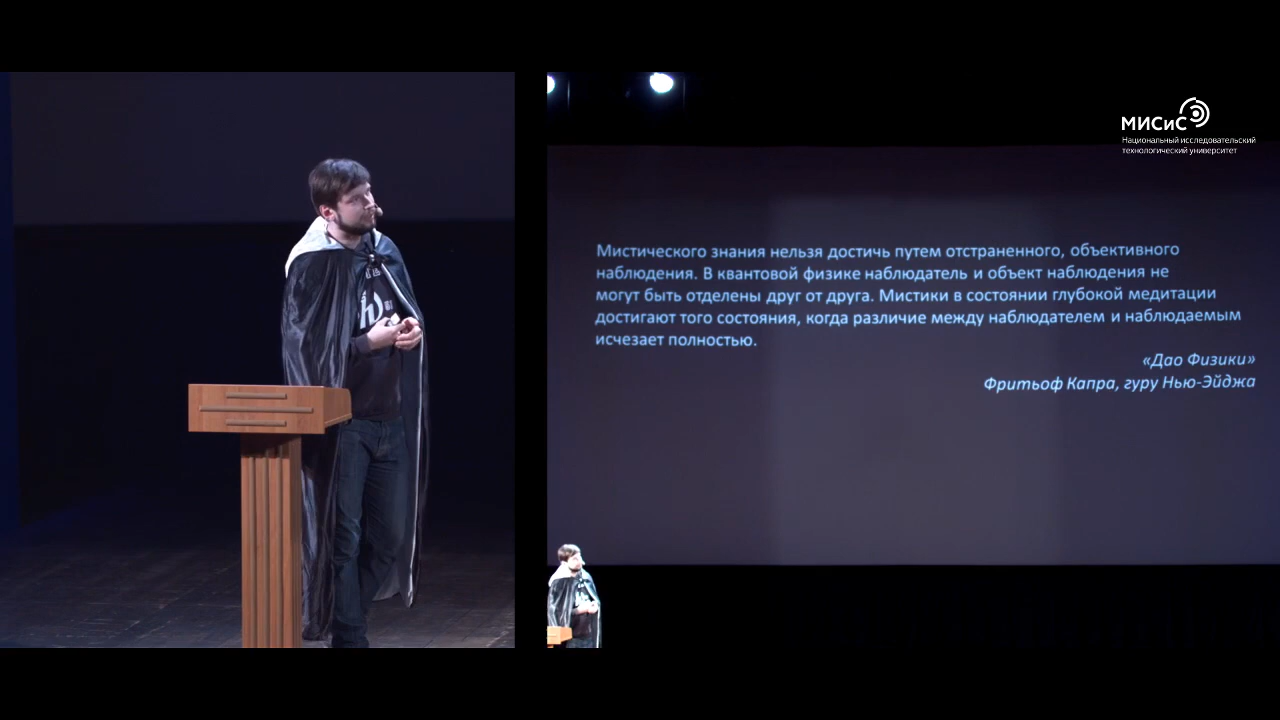 МИСиС
Национальный исследовательский
технологический университет
Мистического знания нельзя достичь путем отстраненного, объективного
наблюдения. В квантовой физике наблюдатель и объект наблюдения не
могут быть отделены друг от друга. Мистики в состоянии глубокой медитации
достигают того состояния, когда различие между наблюдателем и наблюдаемым
исчезает полностью.
«Дао Физики»
Фритьоф Капра, гуру Нью-Эйджа